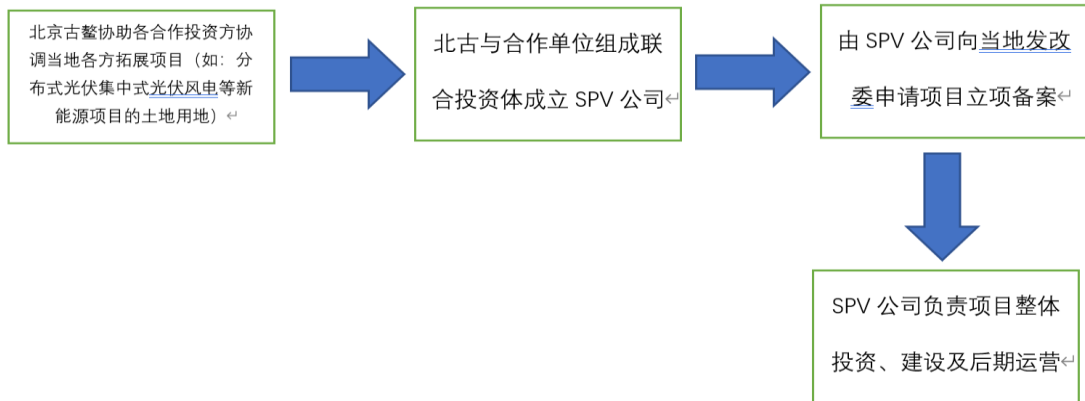 北京古鳌协助各合作投资方协
调当地各方拓展项目（如：分
布式光伏集中式光伏风电等新
能源项目的土地用地）
北古与合作单位组成联
合投资体成立 SPV 公司
由 SPV 公司向当地发改
委申请项目立项备案
SPV 公司负责项目整体
投资、建设及后期运营